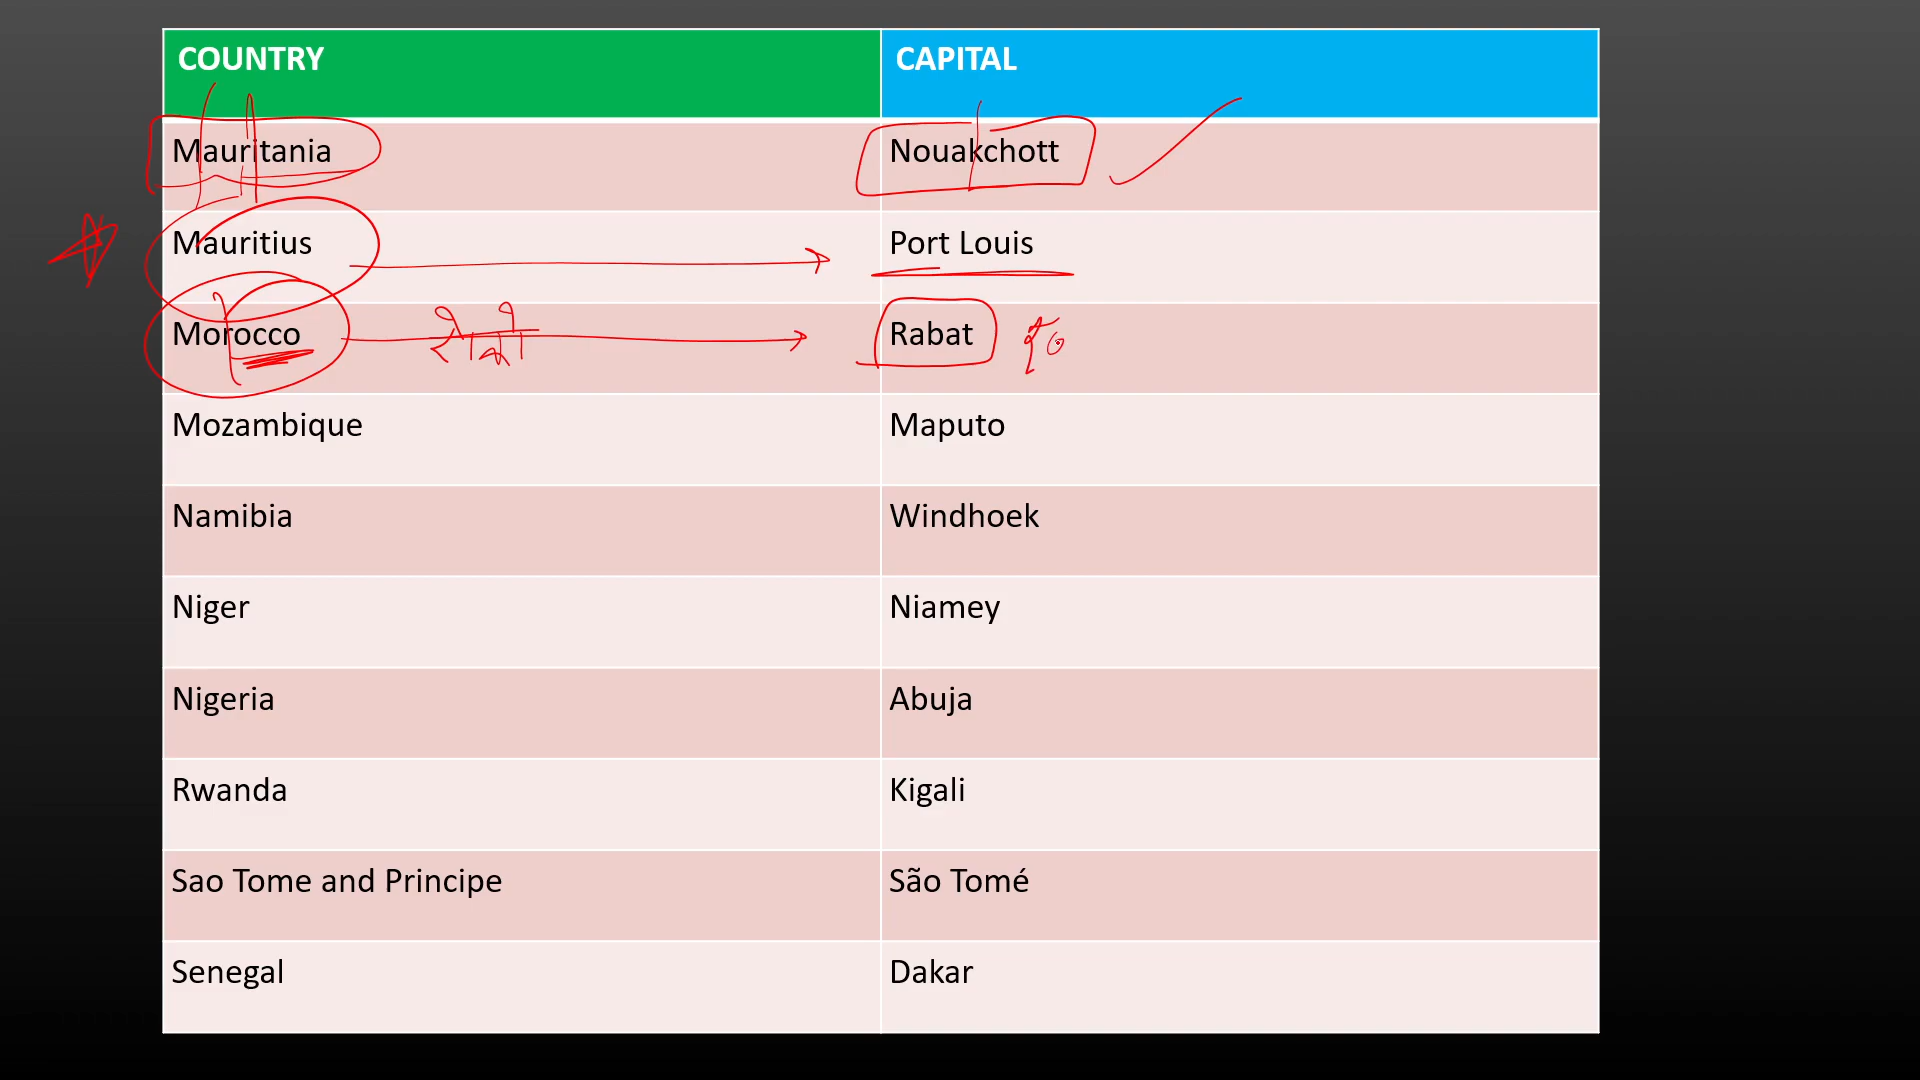 COUNTRY CAPITAL
Mauritania Nouakchott
Mauritius Port Louis
Morocco Rabat
Mozambique Maputo
Namibia Windhoek
Niger Niamey
Nigeria Abuja
Rwanda Kigali
Sao Tome and Principe São Tomé
Senegal Dakar